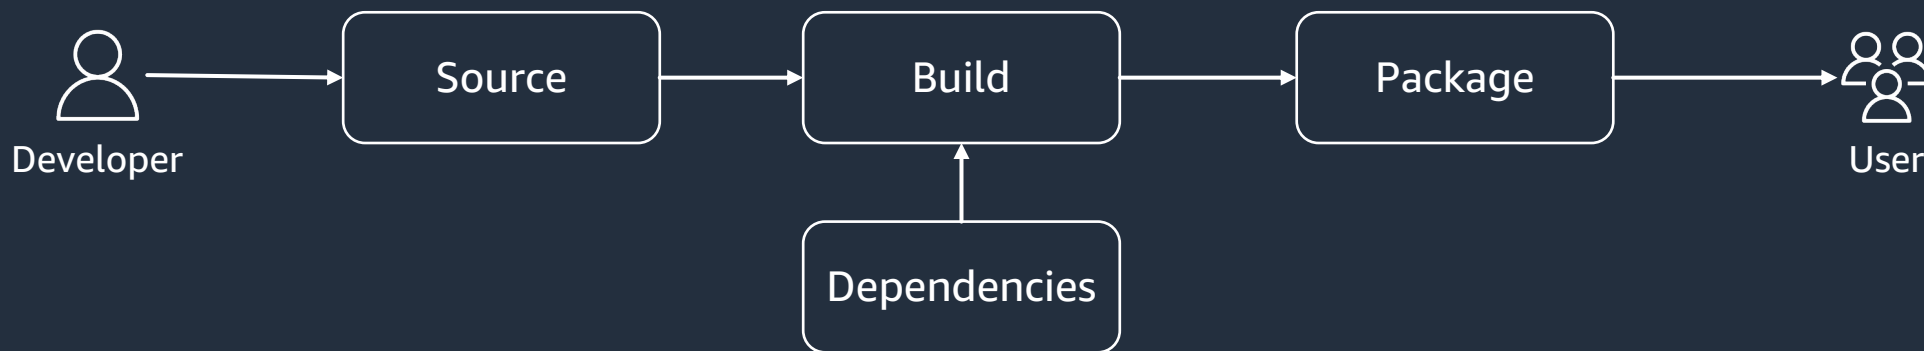 Source
Build
Package
Developer
User
Dependencies